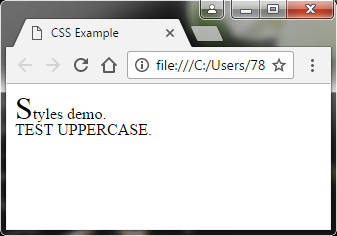 CSS Example
file:///C:/Users/78
Styles demo.
TEST UPPERCASE.